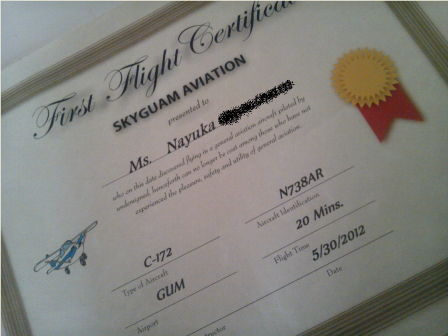 First Flight Certificate
SKYGUAM AVIATION
presented to
Ms. Nayuka
who on this date discovered flying in a general aviation aircraft piloted by
undersigned, henceforth can no longer be cost among those who have not
experienced the pleasure, safety and utility of general aviation.
C-172
Type of Aircraft
N738AR
Aircraft Identification
GUM
Airport
20 Mins.
Flight Time
5/30/2012
Date